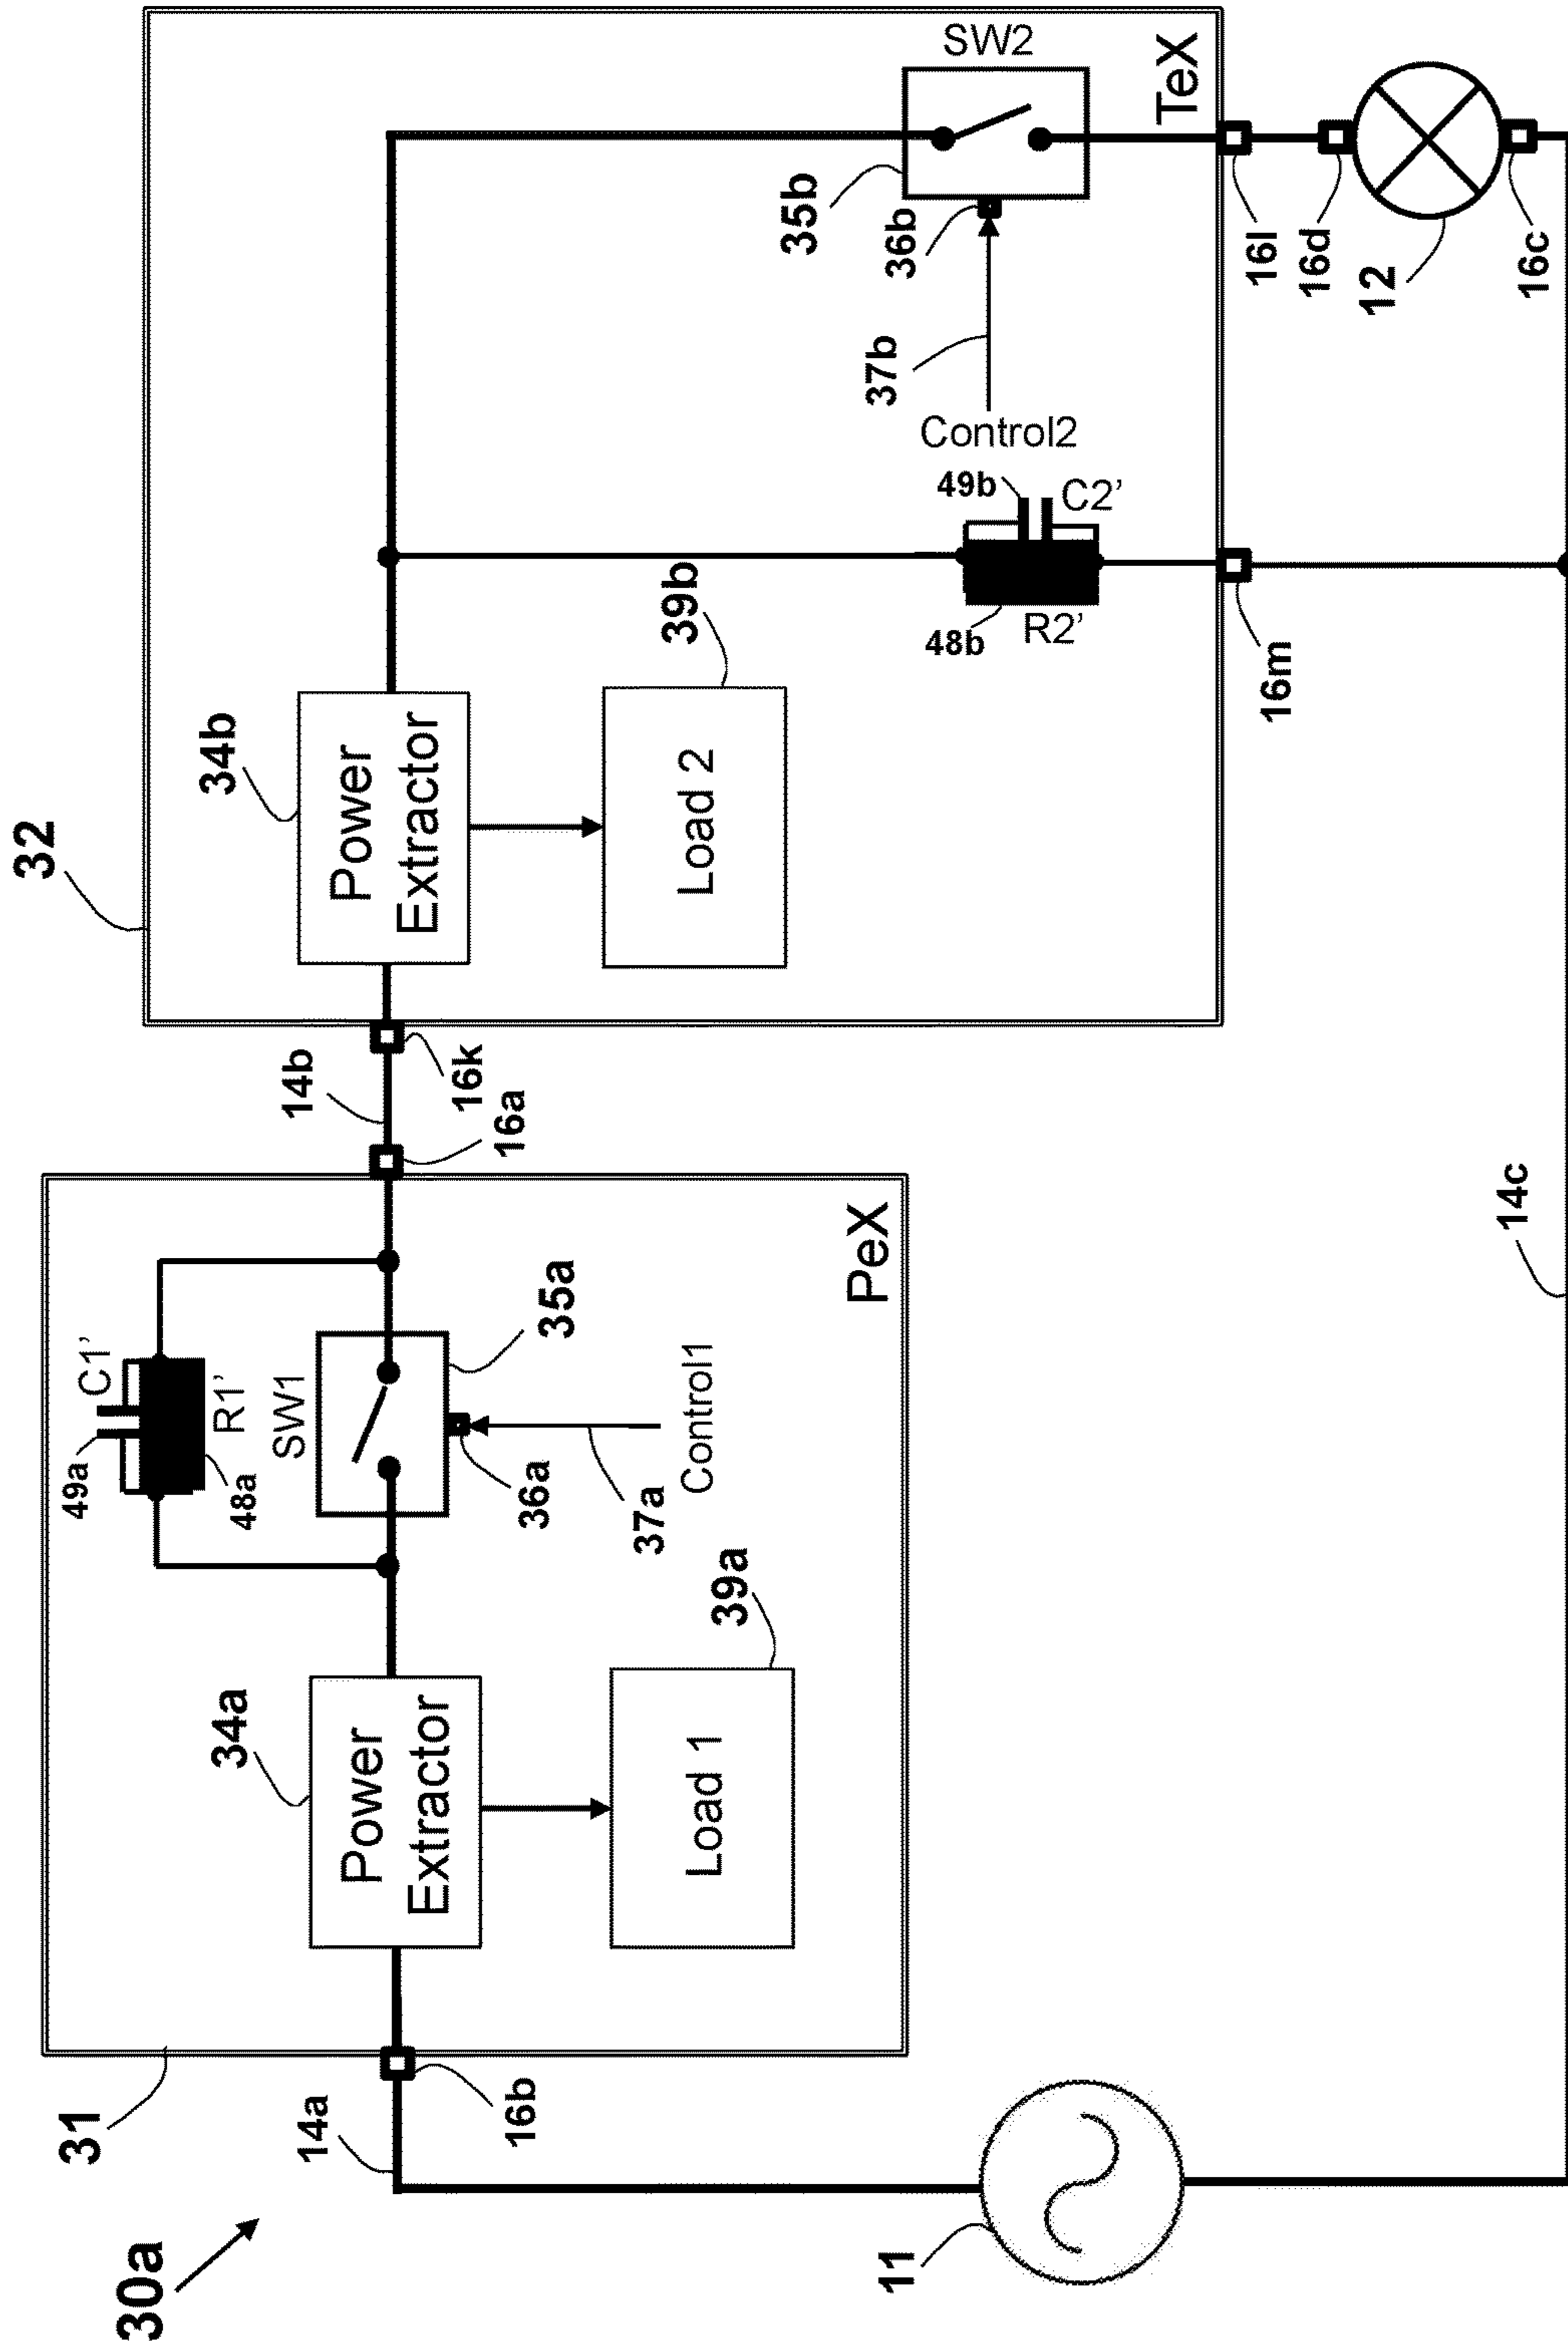 30a
31
14a
16b
34a
Power
Extractor
Load 1
39a
49a
C1'
R1'
48a
SW1
35a
36a
37a
Control1
PeX
16a
14b
16k
32
34b
Power
Extractor
Load 2
39b
49b
C2'
R2'
48b
Control2
37b
36b
35b
SW2
TeX
16l
16d
12
16c
16m
14c
11